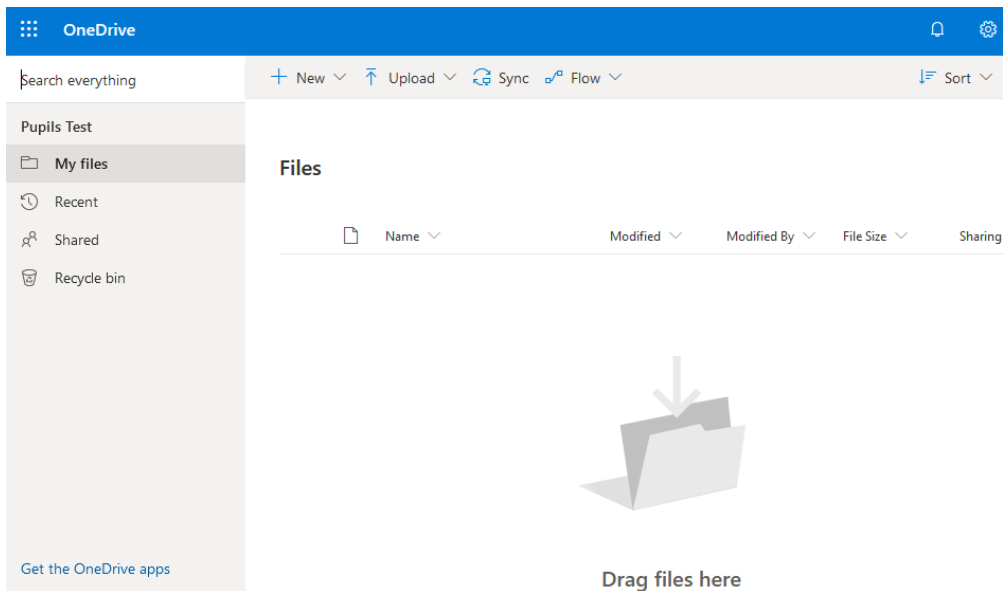 OneDrive
Search everything
New Upload Sync Flow Sort
Pupils Test
My files
Recent
Shared
Recycle bin
Get the OneDrive apps
Files
Name Modified Modified By File Size Sharing
Drag files here